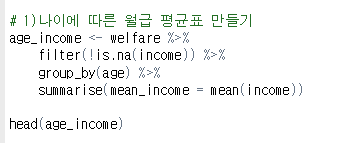 # 1)나이에 따른 월급 평균표 만들기
age_income <- welfare %>%
    filter(!is.na(income)) %>%
    group_by(age) %>%
    summarise(mean_income = mean(income))

head(age_income)